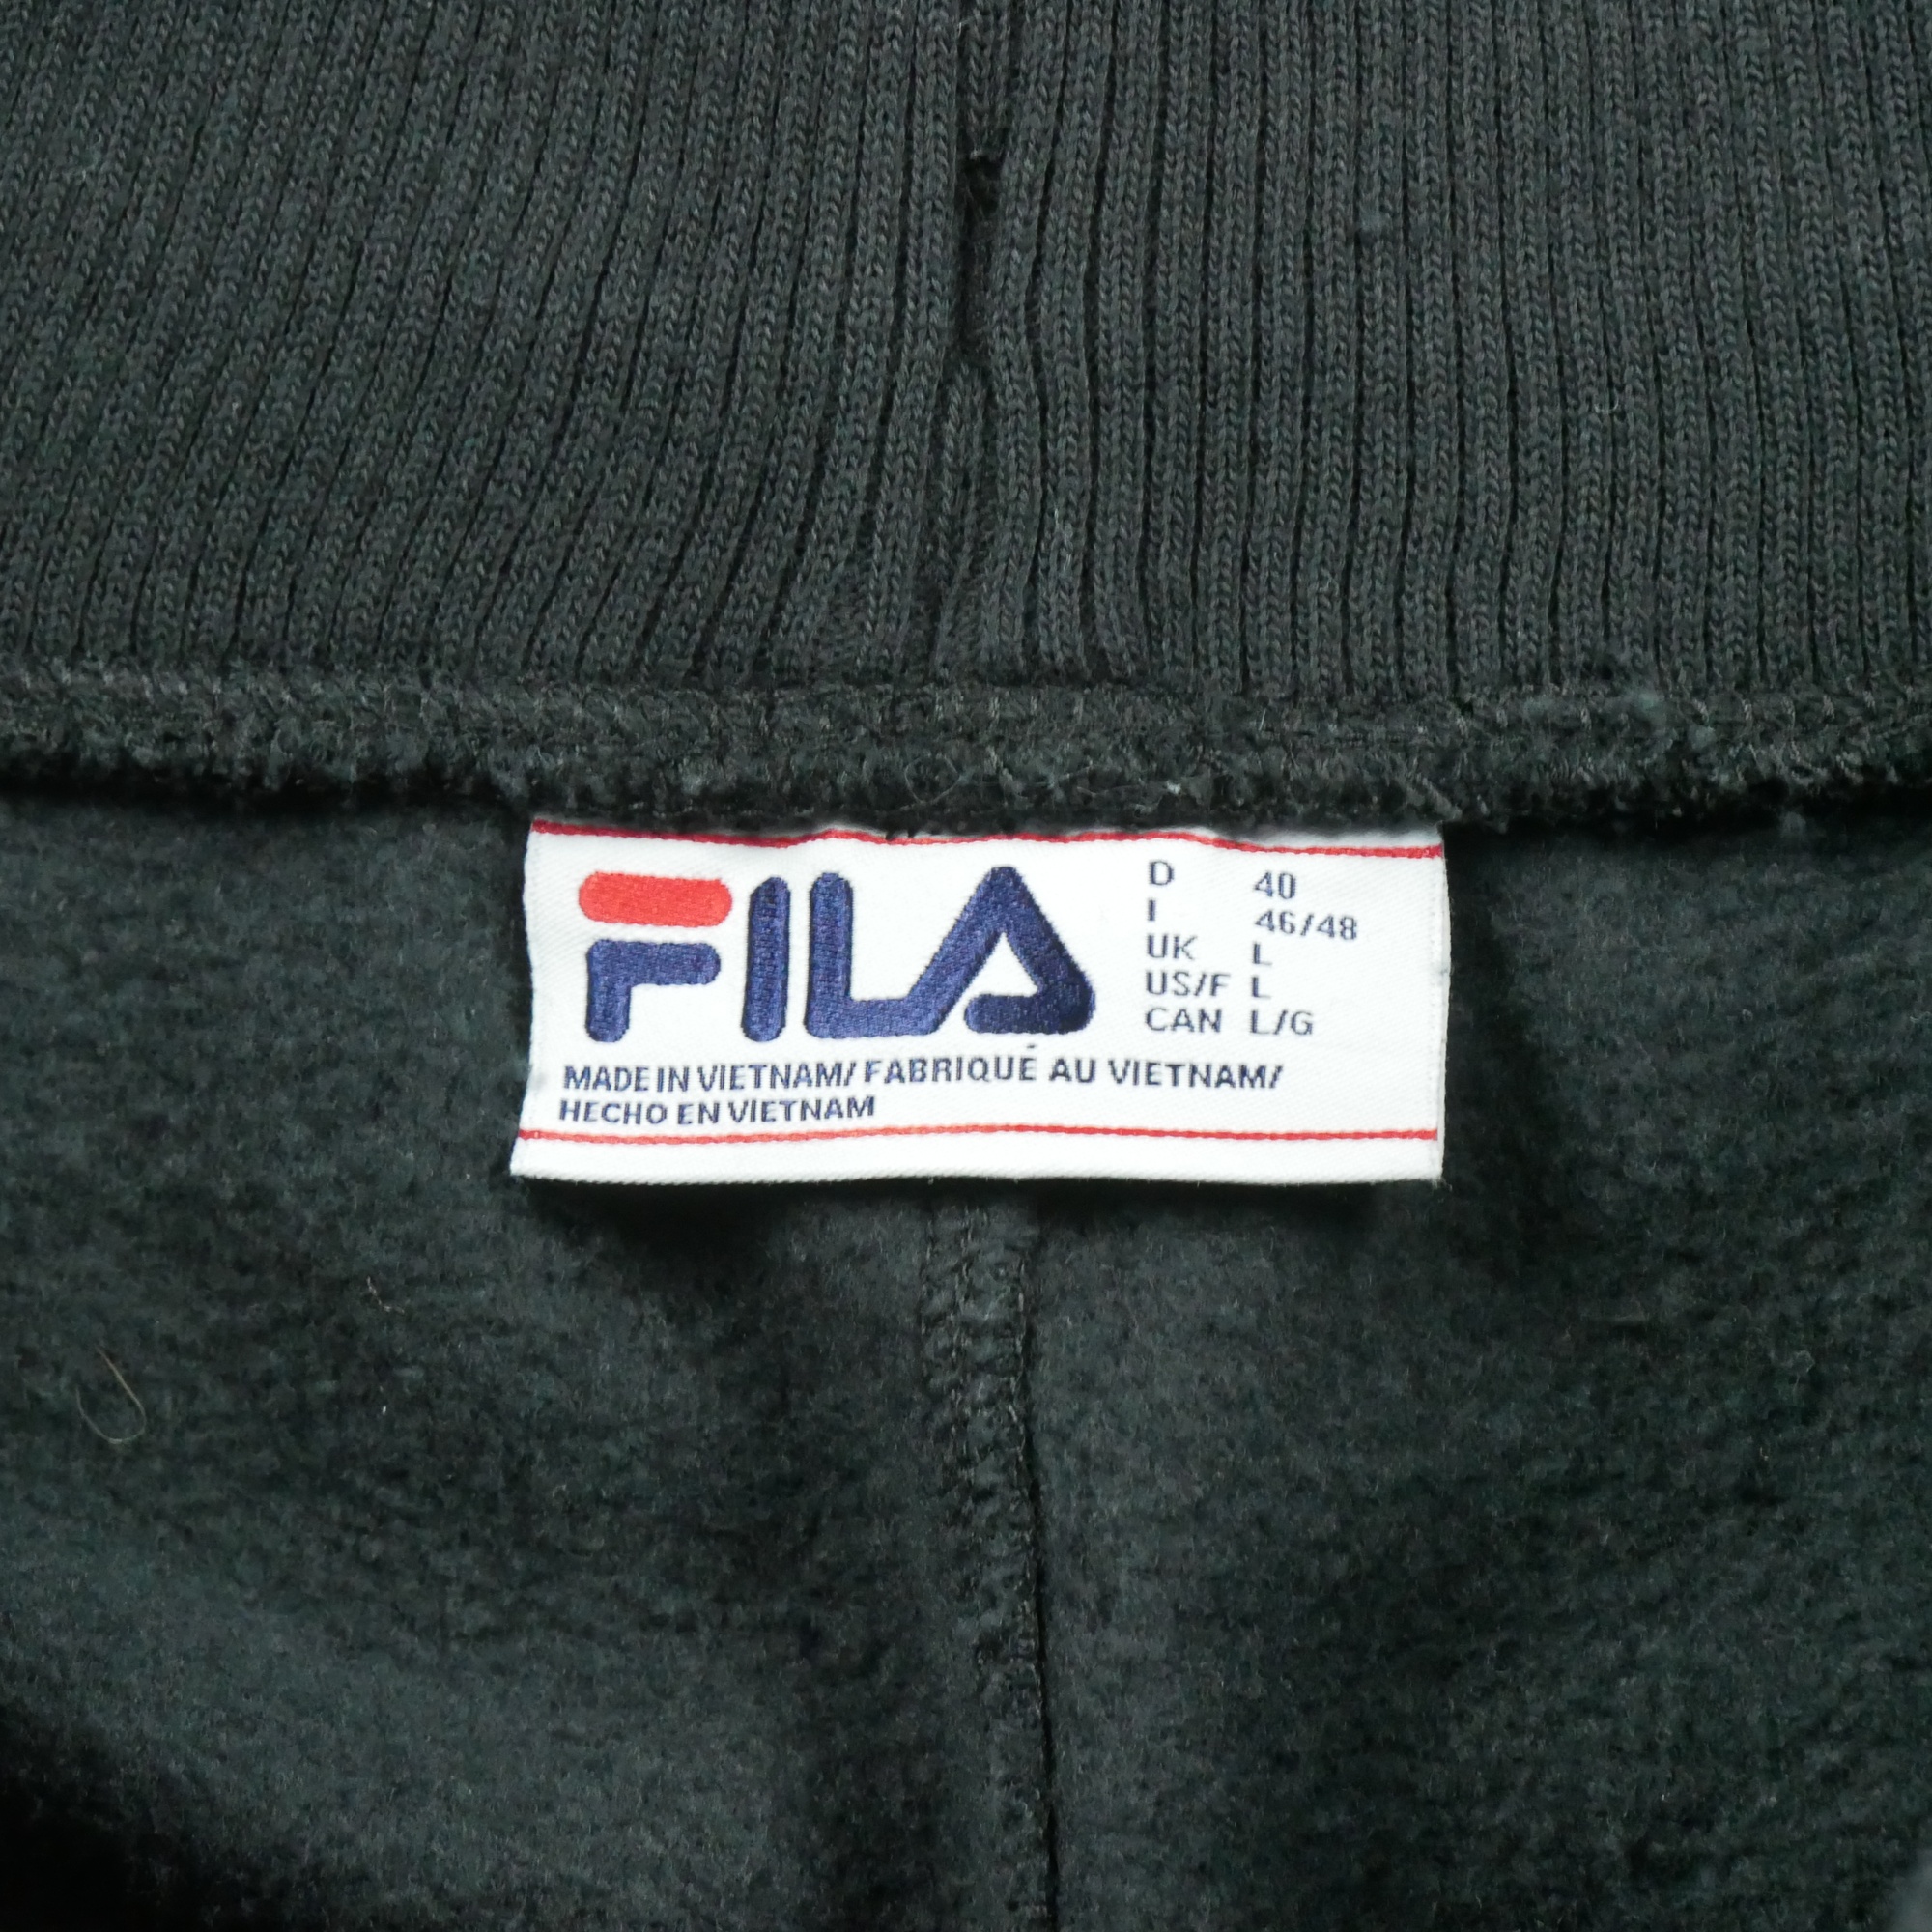 FILA
D 40
I 46/48
UK L
US/F L
CAN L/G
MADE IN VIETNAM/ FABRIQUÉ AU VIETNAM/
HECHO EN VIETNAM